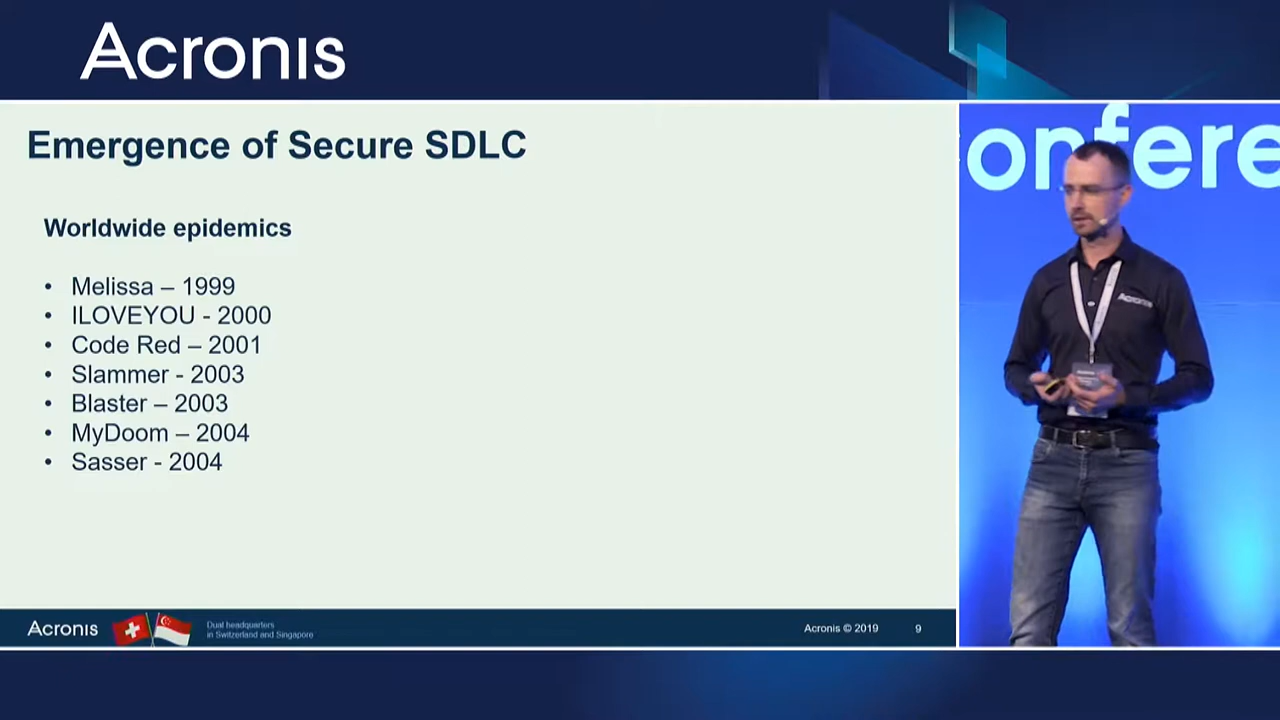 Acronis
Emergence of Secure SDLC
Worldwide epidemics
• Melissa – 1999
• ILOVEYOU - 2000
• Code Red – 2001
• Slammer - 2003
• Blaster – 2003
• MyDoom – 2004
• Sasser - 2004
Acronis
Dual headquarters
in Switzerland and Singapore
Acronis © 2019
9
onfere
Acronis